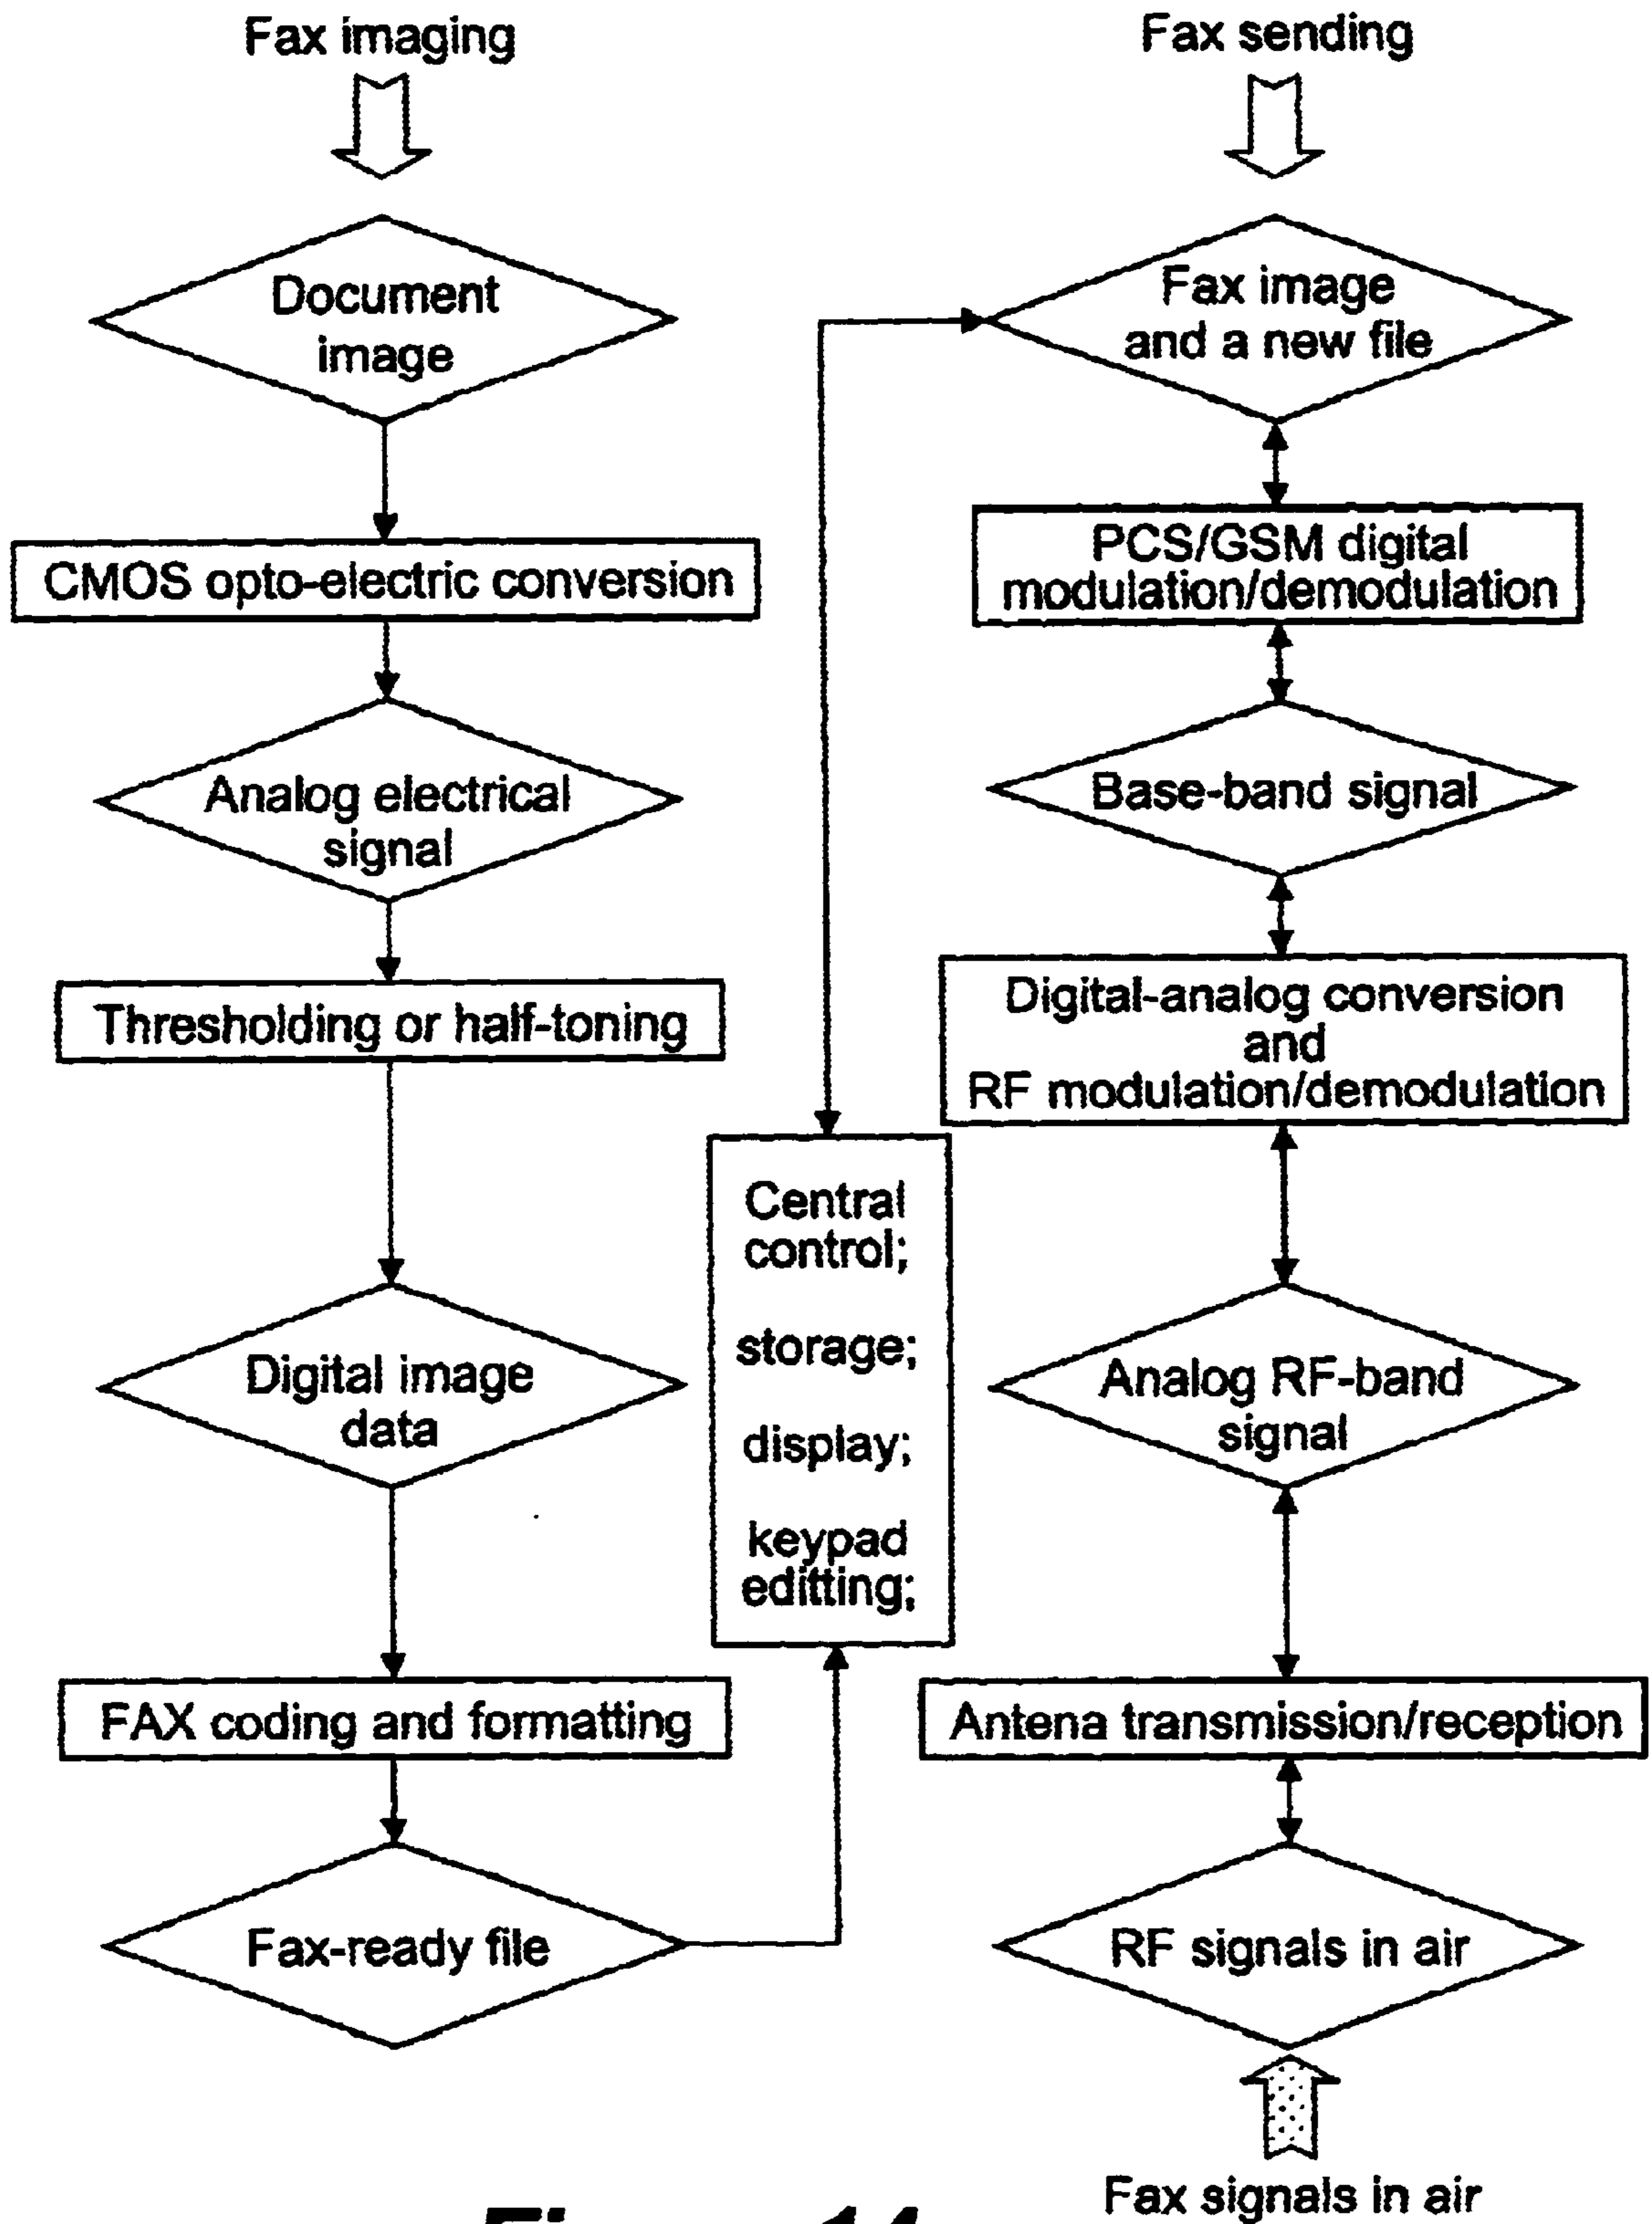 Fax imaging
Document
image
CMOS opto-electric conversion
Analog electrical
signal
Thresholding or half-toning
Digital image
data
FAX coding and formatting
Fax-ready file
Central
control;
storage;
display;
keypad
editting;
Fax sending
Fax image
and a new file
PCS/GSM digital
modulation/demodulation
Base-band signal
Digital-analog conversion
and
RF modulation/demodulation
Analog RF-band
signal
Antena transmission/reception
RF signals in air
Fax signals in air